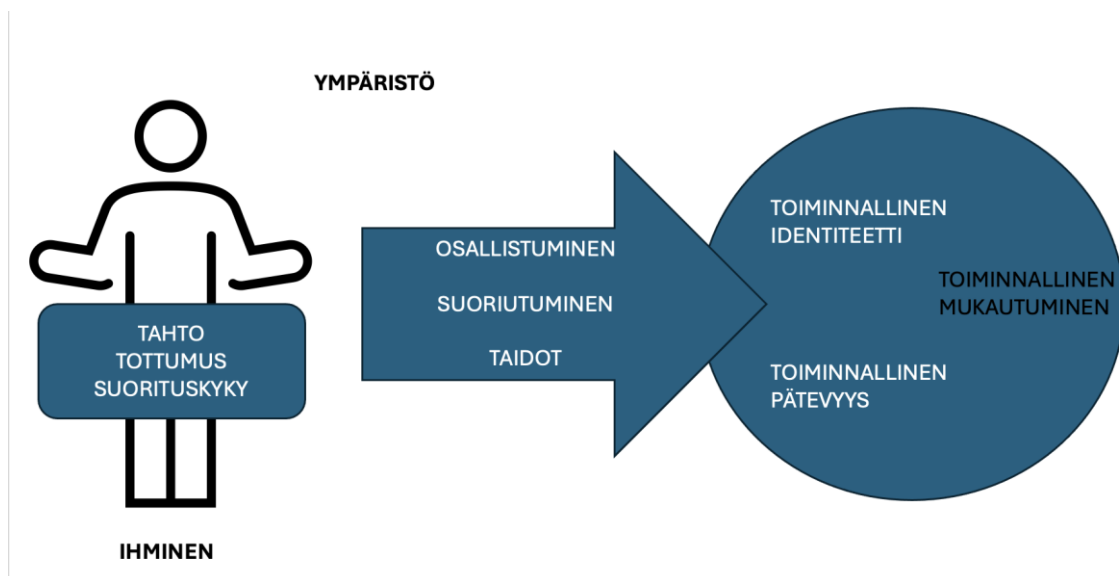 YMPÄRISTÖ
TAHTO
TOTTUMUS
SUORITUSKYKY
IHMINEN
OSALLISTUMINEN
SUORIUTUMINEN
TAIDOT
TOIMINNALLINEN
IDENTITEETTI
TOIMINNALLINEN
MUKAUTUMINEN
TOIMINNALLINEN
PÄTEVYYS